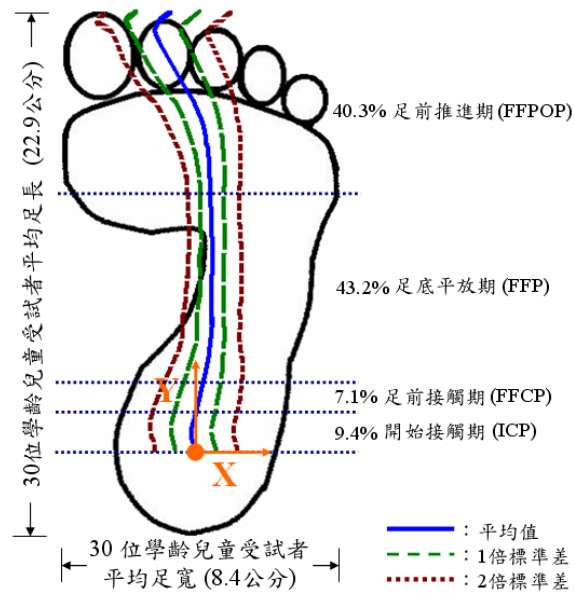 30位學齡兒童受試者平均足長 (22.9公分)
40.3% 足前推進期 (FFPOP)
43.2% 足底平放期 (FFP)
7.1% 足前接觸期 (FFCP)
9.4% 開始接觸期 (ICP)
Y
X
30 位學齡兒童受試者
平均足寬 (8.4公分)
：平均值
：1倍標準差
：2倍標準差